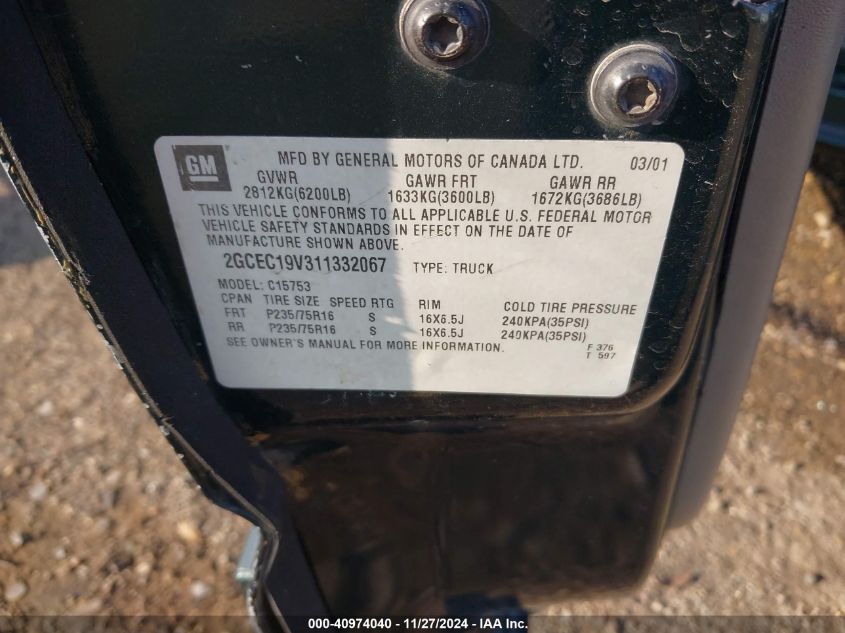 GM
MFD BY GENERAL MOTORS OF CANADA LTD. 03/01
GVWR GAWR FRT GAWR RR
2812KG(6200LB) 1633KG(3600LB) 1672KG(3686LB)
THIS VEHICLE CONFORMS TO ALL APPLICABLE U.S. FEDERAL MOTOR
VEHICLE SAFETY STANDARDS IN EFFECT ON THE DATE OF
MANUFACTURE SHOWN ABOVE.
2GCEC19V311332067 TYPE: TRUCK
MODEL: C15753
CPAN TIRE SIZE SPEED RTG RIM COLD TIRE PRESSURE
FRT P235/75R16 S 16X6.5J 240KPA(35PSI)
RR P235/75R16 S 16X6.5J 240KPA(35PSI)
SEE OWNER'S MANUAL FOR MORE INFORMATION.
F 376
T 597
000-40974040 | 11/27/2024 - IAA Inc.